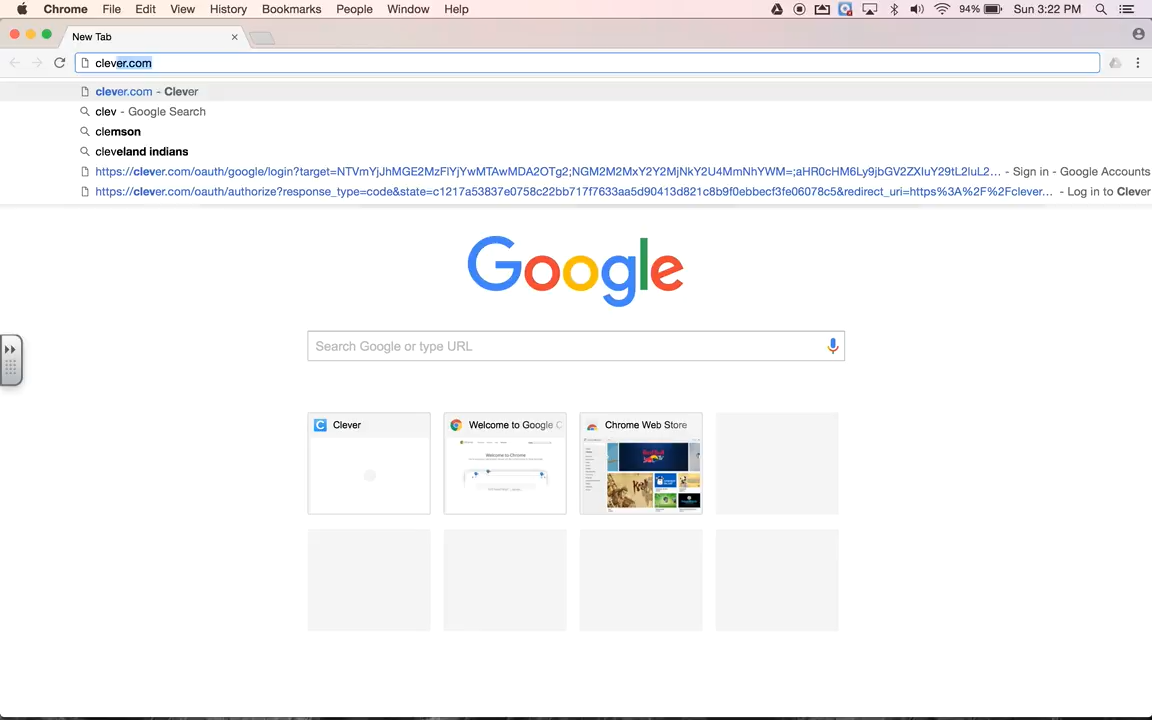 Chrome File Edit View History Bookmarks People Window Help 94% Sun 3:22 PM
New Tab
clever.com
clever.com - Clever
clev - Google Search
clemson
cleveland indians
https://clever.com/oauth/google/login?target=NTVmYjJhMGE2MzFlYjYwMTAwMDA2OTg2;NGM2M2MxY2Y2MjNkY2U4MmNhYWM=;aHR0cHM6Ly9jbGV2ZXIuY29tL2luL2... - Sign in - Google Accounts
https://clever.com/oauth/authorize?response_type=code&state=c1217a53837e0758c22bb717f7633aa5d90413d821c8b9f0ebbecf3fe06078c5&redirect_uri=https%3A%2F%2Fclever... - Log in to Clever
Google
Search Google or type URL
Clever Welcome to Google C Chrome Web Store
Welcome to Chrome